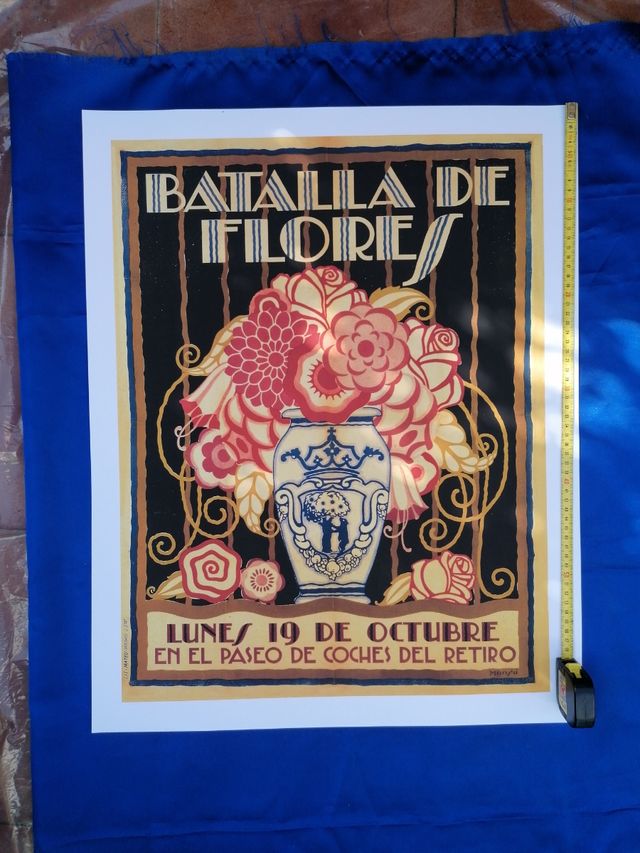 BATALLA DE
FLORES
LUNES 19 DE OCTUBRE
EN EL PASEO DE COCHES DEL RETIRO